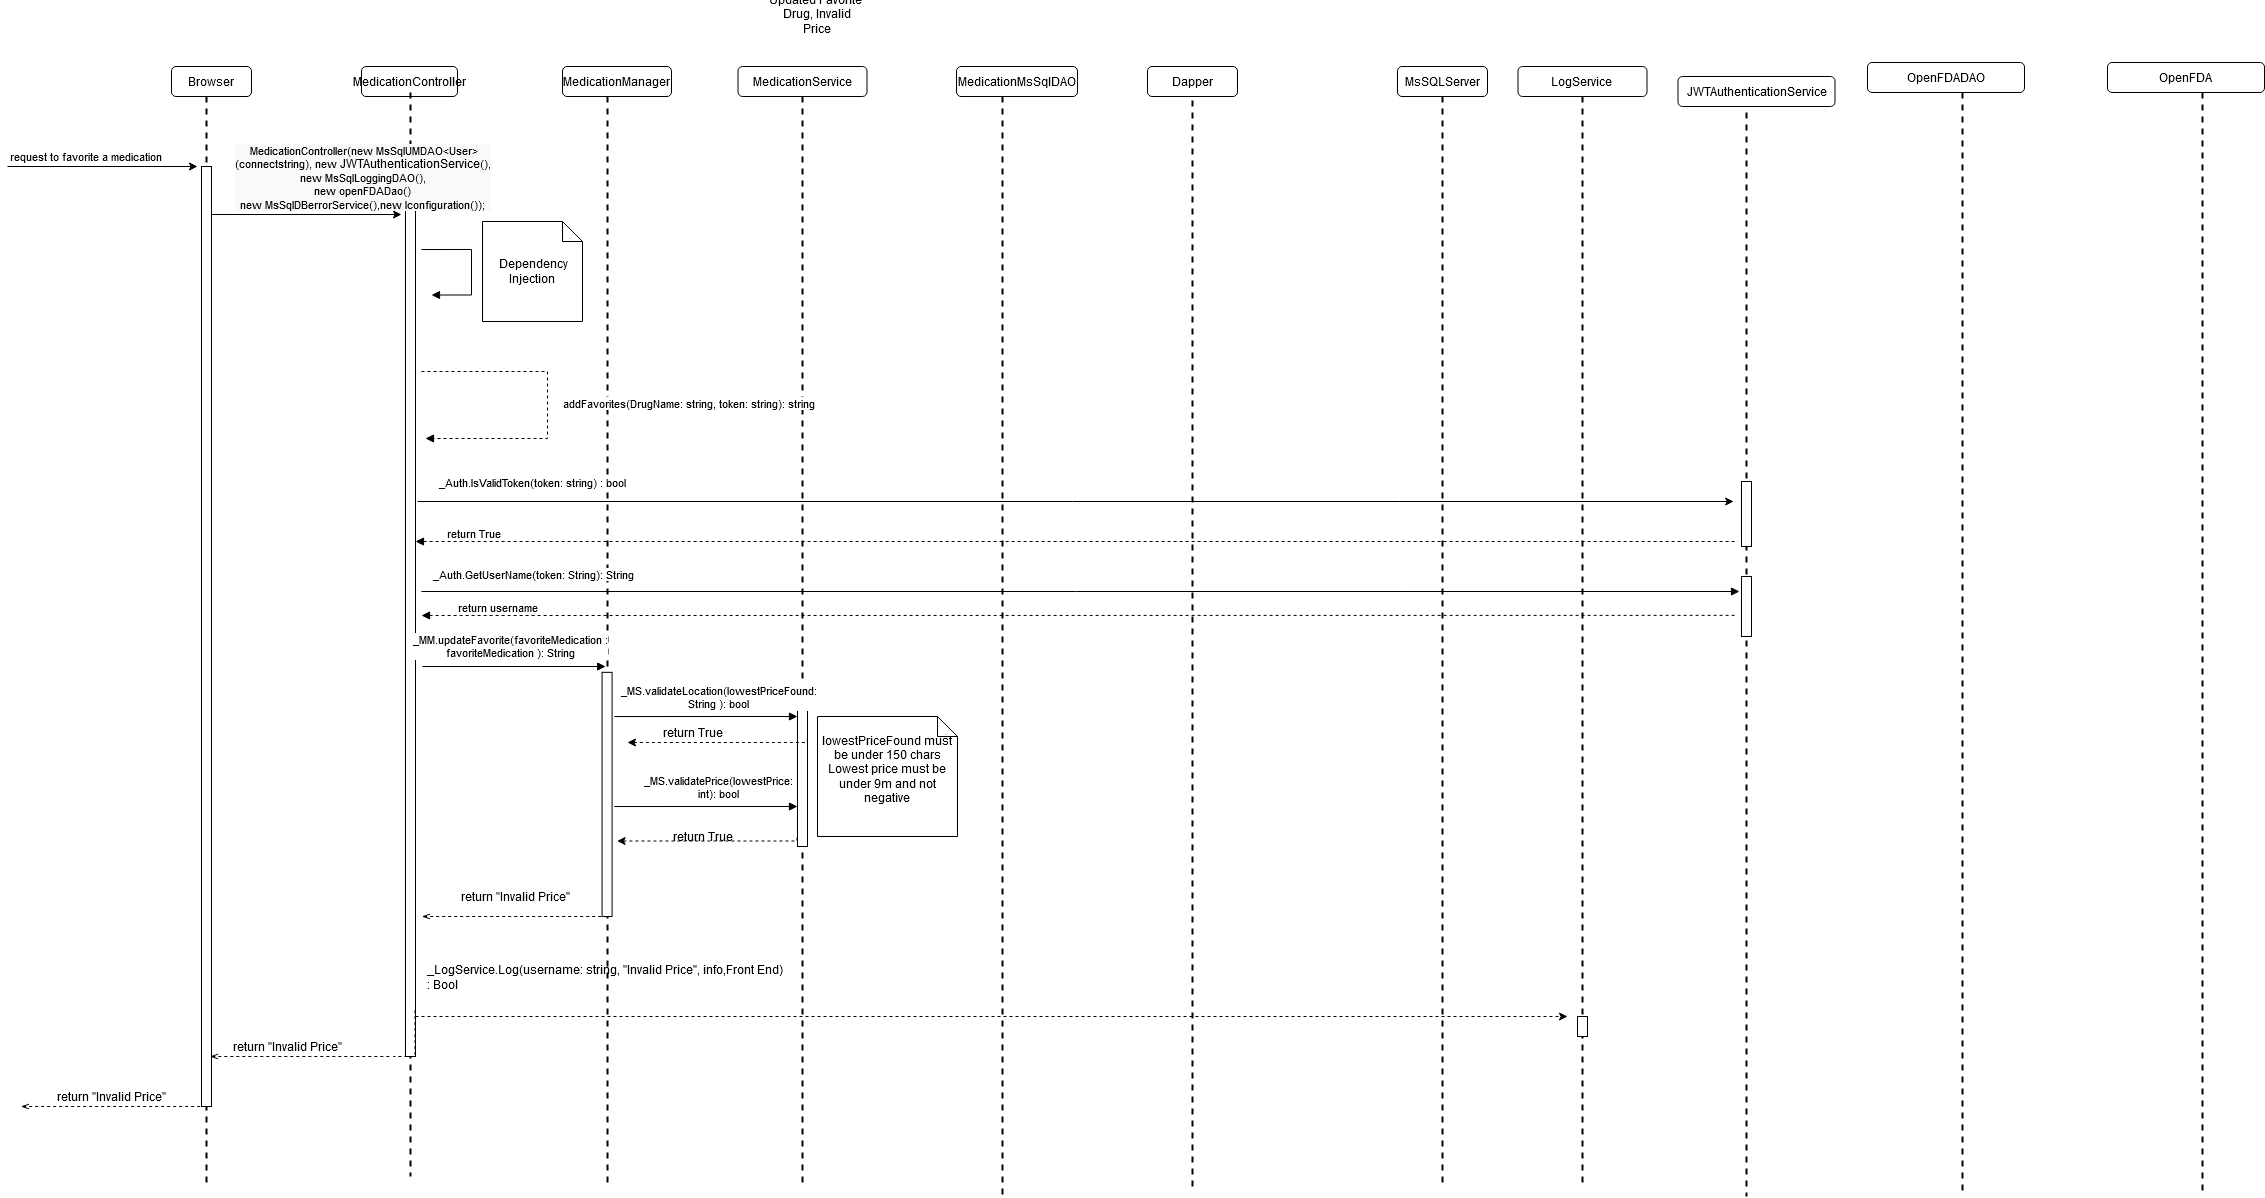 Updated Favorite
Drug, Invalid
Price
Browser
MedicationController
MedicationManager
MedicationService
MedicationMsSqlDAO
Dapper
MsSQLServer
LogService
JWTAuthenticationService
OpenFDADAO
OpenFDA
request to favorite a medication
MedicationController(new MsSqlUMDAO<User>
(connectstring), new JWTAuthenticationService(),
new MsSqlLoggingDAO(),
new openFDADao()
new MsSqlDBerrorService(),new Iconfiguration());
Dependency
Injection
addFavorites(DrugName: string, token: string): string
_Auth.IsValidToken(token: string) : bool
return True
_Auth.GetUserName(token: String): String
return username
_MM.updateFavorite(favoriteMedication :
favoriteMedication ): String
_MS.validateLocation(lowestPriceFound:
String ): bool
return True
lowestPriceFound must
be under 150 chars
Lowest price must be
under 9m and not
negative
_MS.validatePrice(lowestPrice:
int): bool
return True
return "Invalid Price"
_LogService.Log(username: string, "Invalid Price", info,Front End)
: Bool
return "Invalid Price"
return "Invalid Price"